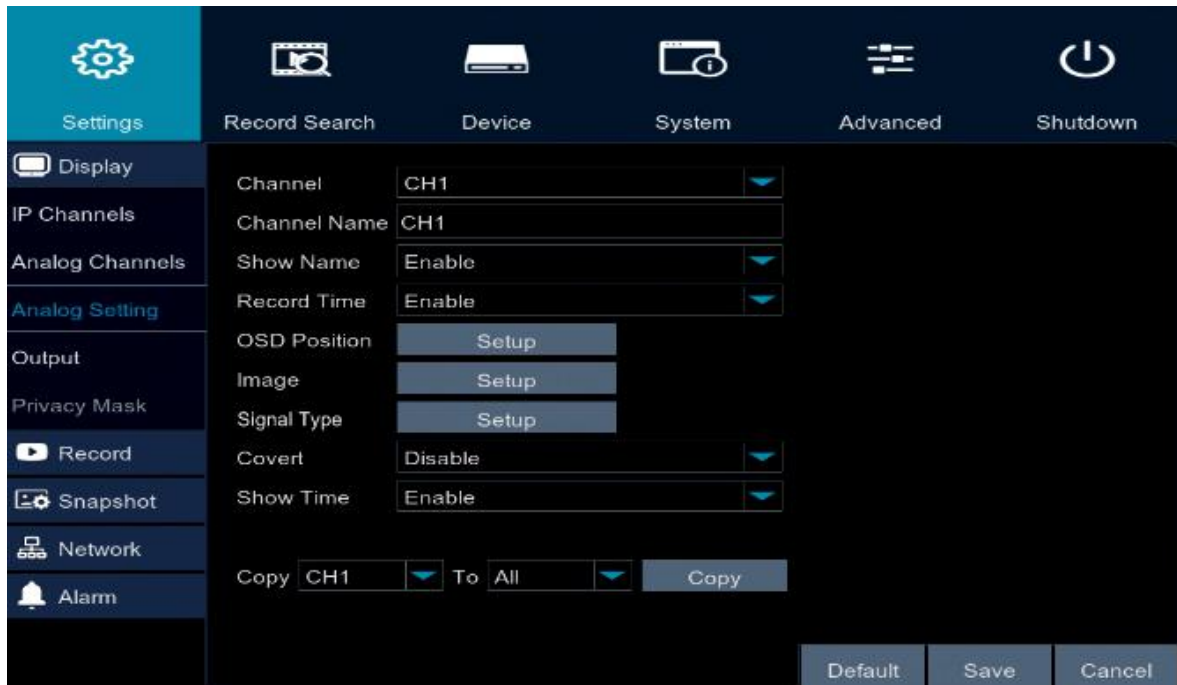 Settings Record Search Device System Advanced Shutdown
Display
IP Channels
Analog Channels
Analog Setting
Output
Privacy Mask
Record
Snapshot
Network
Alarm
Channel CH1
Channel Name CH1
Show Name Enable
Record Time Enable
OSD Position Setup
Image Setup
Signal Type Setup
Covert Disable
Show Time Enable
Copy CH1 To All Copy
Default Save Cancel